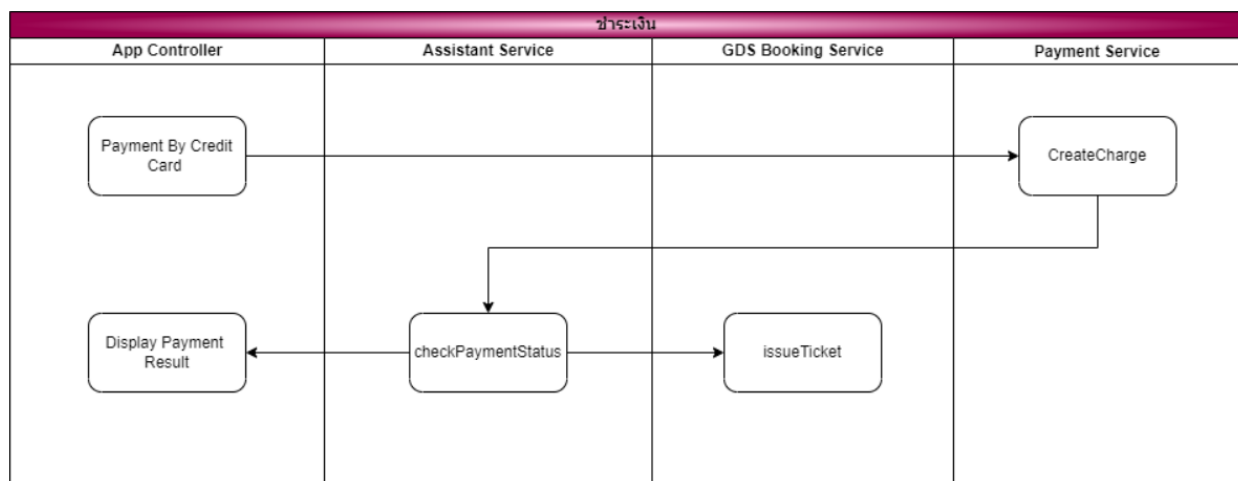 ชำระเงิน
App Controller
Assistant Service
GDS Booking Service
Payment Service
Payment By Credit
Card
CreateCharge
Display Payment
Result
checkPaymentStatus
issueTicket